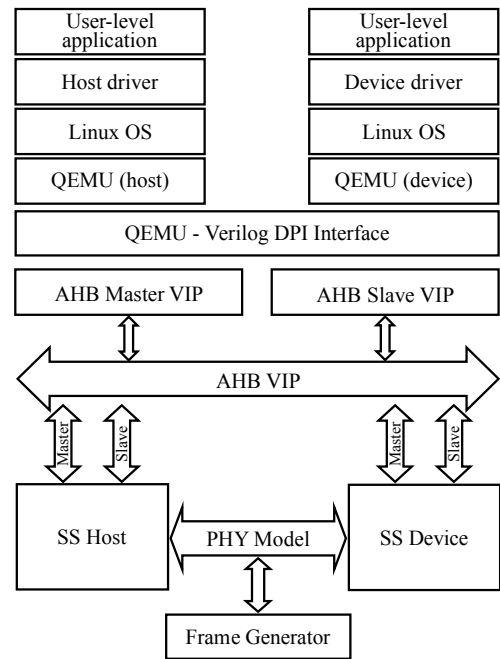 User-level
application
Host driver
Linux OS
QEMU (host)
User-level
application
Device driver
Linux OS
QEMU (device)
QEMU - Verilog DPI Interface
AHB Master VIP
AHB Slave VIP
AHB VIP
Master
Slave
Master
Slave
SS Host
PHY Model
SS Device
Frame Generator